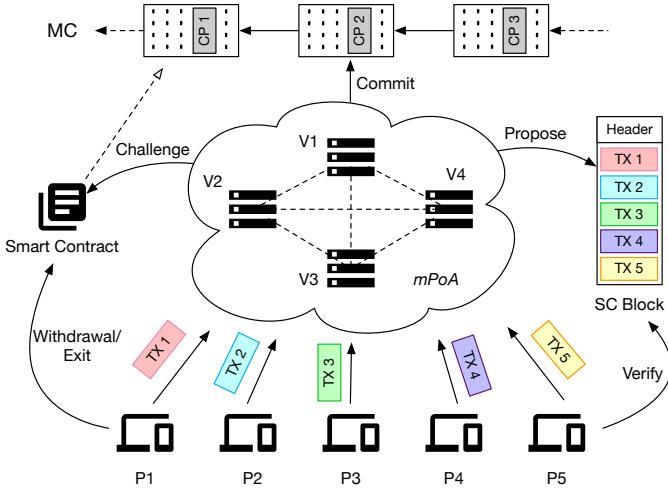 MC
CP 1
CP 2
CP 3
Commit
Challenge
Propose
V1
V2
V4
V3
mPoA
Smart Contract
Header
TX 1
TX 2
TX 3
TX 4
TX 5
SC Block
Withdrawal/
Exit
TX 1
TX 2
TX 3
TX 4
TX 5
Verify
P1
P2
P3
P4
P5